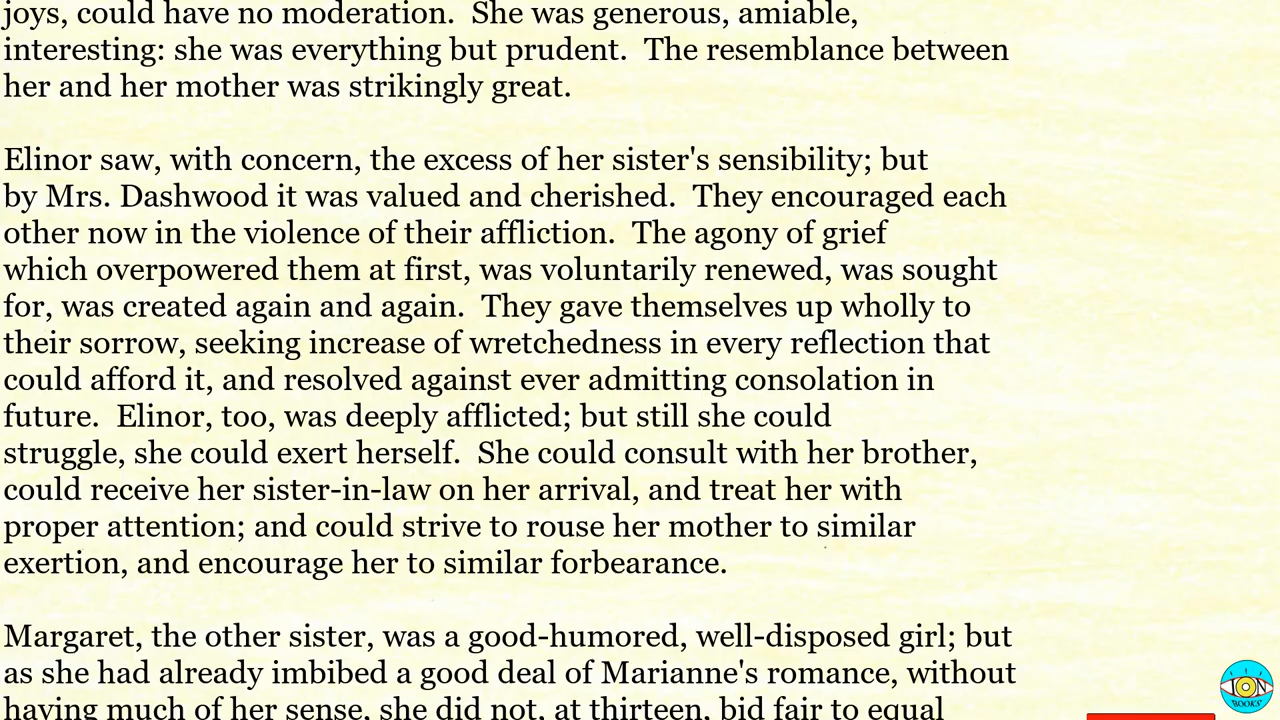 joys, could have no moderation.  She was generous, amiable,
interesting: she was everything but prudent.  The resemblance between
her and her mother was strikingly great.
Elinor saw, with concern, the excess of her sister's sensibility; but
by Mrs. Dashwood it was valued and cherished.  They encouraged each
other now in the violence of their affliction.  The agony of grief
which overpowered them at first, was voluntarily renewed, was sought
for, was created again and again.  They gave themselves up wholly to
their sorrow, seeking increase of wretchedness in every reflection that
could afford it, and resolved against ever admitting consolation in
future.  Elinor, too, was deeply afflicted; but still she could
struggle, she could exert herself.  She could consult with her brother,
could receive her sister-in-law on her arrival, and treat her with
proper attention; and could strive to rouse her mother to similar
exertion, and encourage her to similar forbearance.
Margaret, the other sister, was a good-humored, well-disposed girl; but
as she had already imbibed a good deal of Marianne's romance, without
having much of her sense, she did not, at thirteen, bid fair to equal
ION
BOOKS